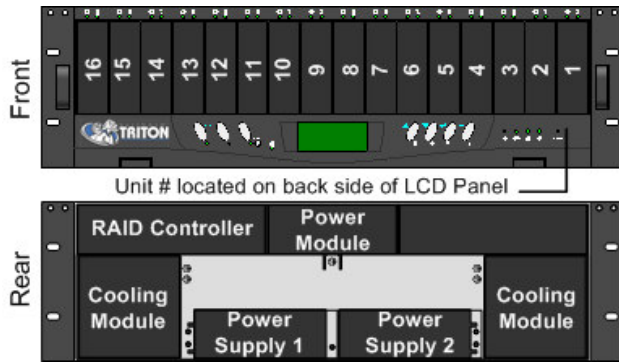 Front
16 15 14 13 12 11 10 9 8 7 6 5 4 3 2 1
TRITON
Unit # located on back side of LCD Panel
Rear
RAID Controller
Power
Module
Cooling
Module
Power
Supply 1
Power
Supply 2
Cooling
Module